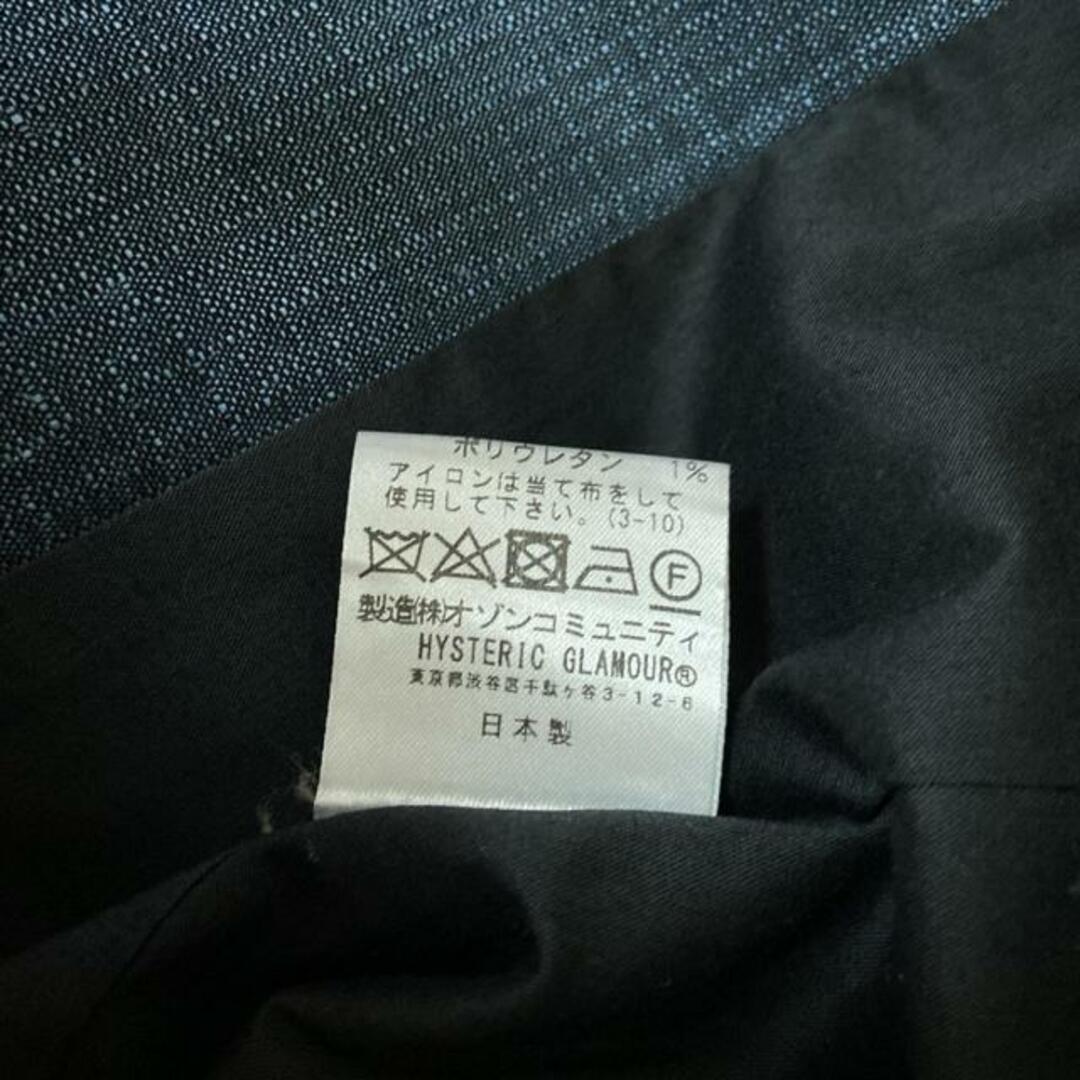 ポリウレタン 1%
アイロンは当て布をして
使用して下さい。(3-10)
F
製造(株)オゾンコミュニティ
HYSTERIC GLAMOUR®
東京都渋谷区千駄ヶ谷3-12-6
日本製